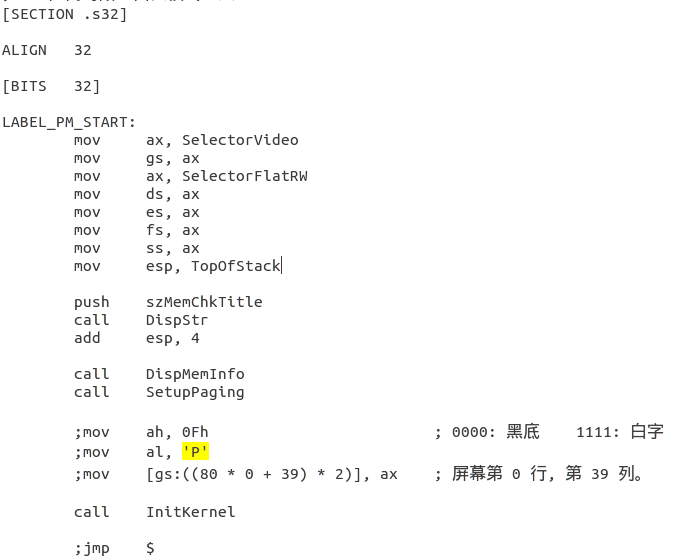 [SECTION .s32]
ALIGN   32
[BITS   32]
LABEL_PM_START:
        mov     ax, SelectorVideo
        mov     gs, ax
        mov     ax, SelectorFlatRW
        mov     ds, ax
        mov     es, ax
        mov     fs, ax
        mov     ss, ax
        mov     esp, TopOfStack
        push    szMemChkTitle
        call    DispStr
        add     esp, 4
        call    DispMemInfo
        call    SetupPaging
        ;mov    ah, 0Fh                         ; 0000: 黑底    1111: 白字
        ;mov    al, 'P'
        ;mov    [gs:((80 * 0 + 39) * 2)], ax    ; 屏幕第 0 行, 第 39 列。
        call    InitKernel
        ;jmp    $